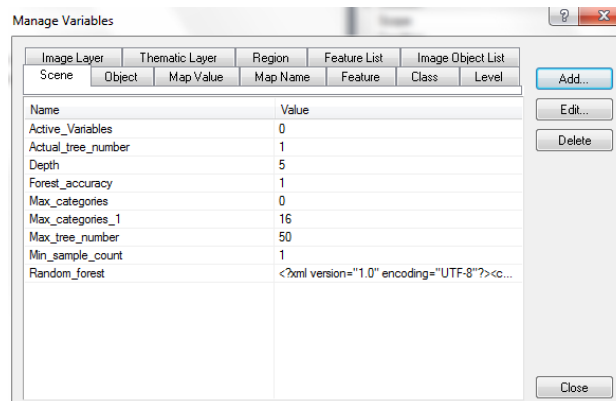 Manage Variables
?
Image Layer Thematic Layer Region Feature List Image Object List
Scene Object Map Value Map Name Feature Class Level
Add...
Name Value
Edit...
Active_Variables 0
Actual_tree_number 1
Delete
Depth 5
Forest_accuracy 1
Max_categories 0
Max_categories_1 16
Max_tree_number 50
Min_sample_count 1
Random_forest <?xml version="1.0" encoding="UTF-8"?><c...
Close